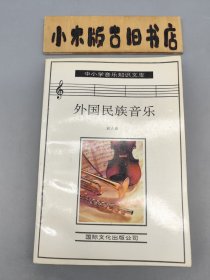 小木版古旧书店
中小学音乐知识文库
外国民族音乐
国际文化出版公司